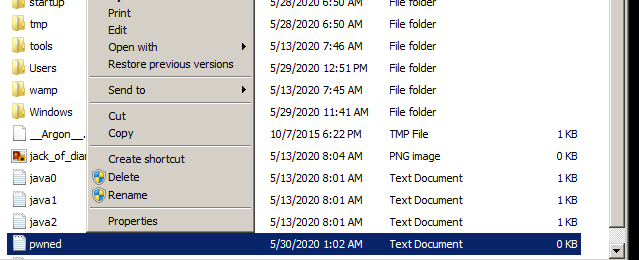 startup 5/28/2020 6:50 AM File folder
Print
tmp 5/28/2020 6:50 AM File folder
Edit
tools Open with 5/13/2020 7:46 AM File folder
Users Restore previous versions 5/29/2020 12:51 PM File folder
wamp Send to 5/13/2020 7:45 AM File folder
Windows Cut 5/29/2020 11:41 AM File folder
__Argon__. Copy 10/7/2015 6:22 PM TMP File 1 KB
jack_of_diar Create shortcut 5/13/2020 8:04 AM PNG image 1 KB
java0 Delete 5/13/2020 8:01 AM Text Document 1 KB
java1 Rename 5/13/2020 8:01 AM Text Document 1 KB
java2 Properties 5/13/2020 8:01 AM Text Document 1 KB
pwned 5/30/2020 1:02 AM Text Document 0 KB